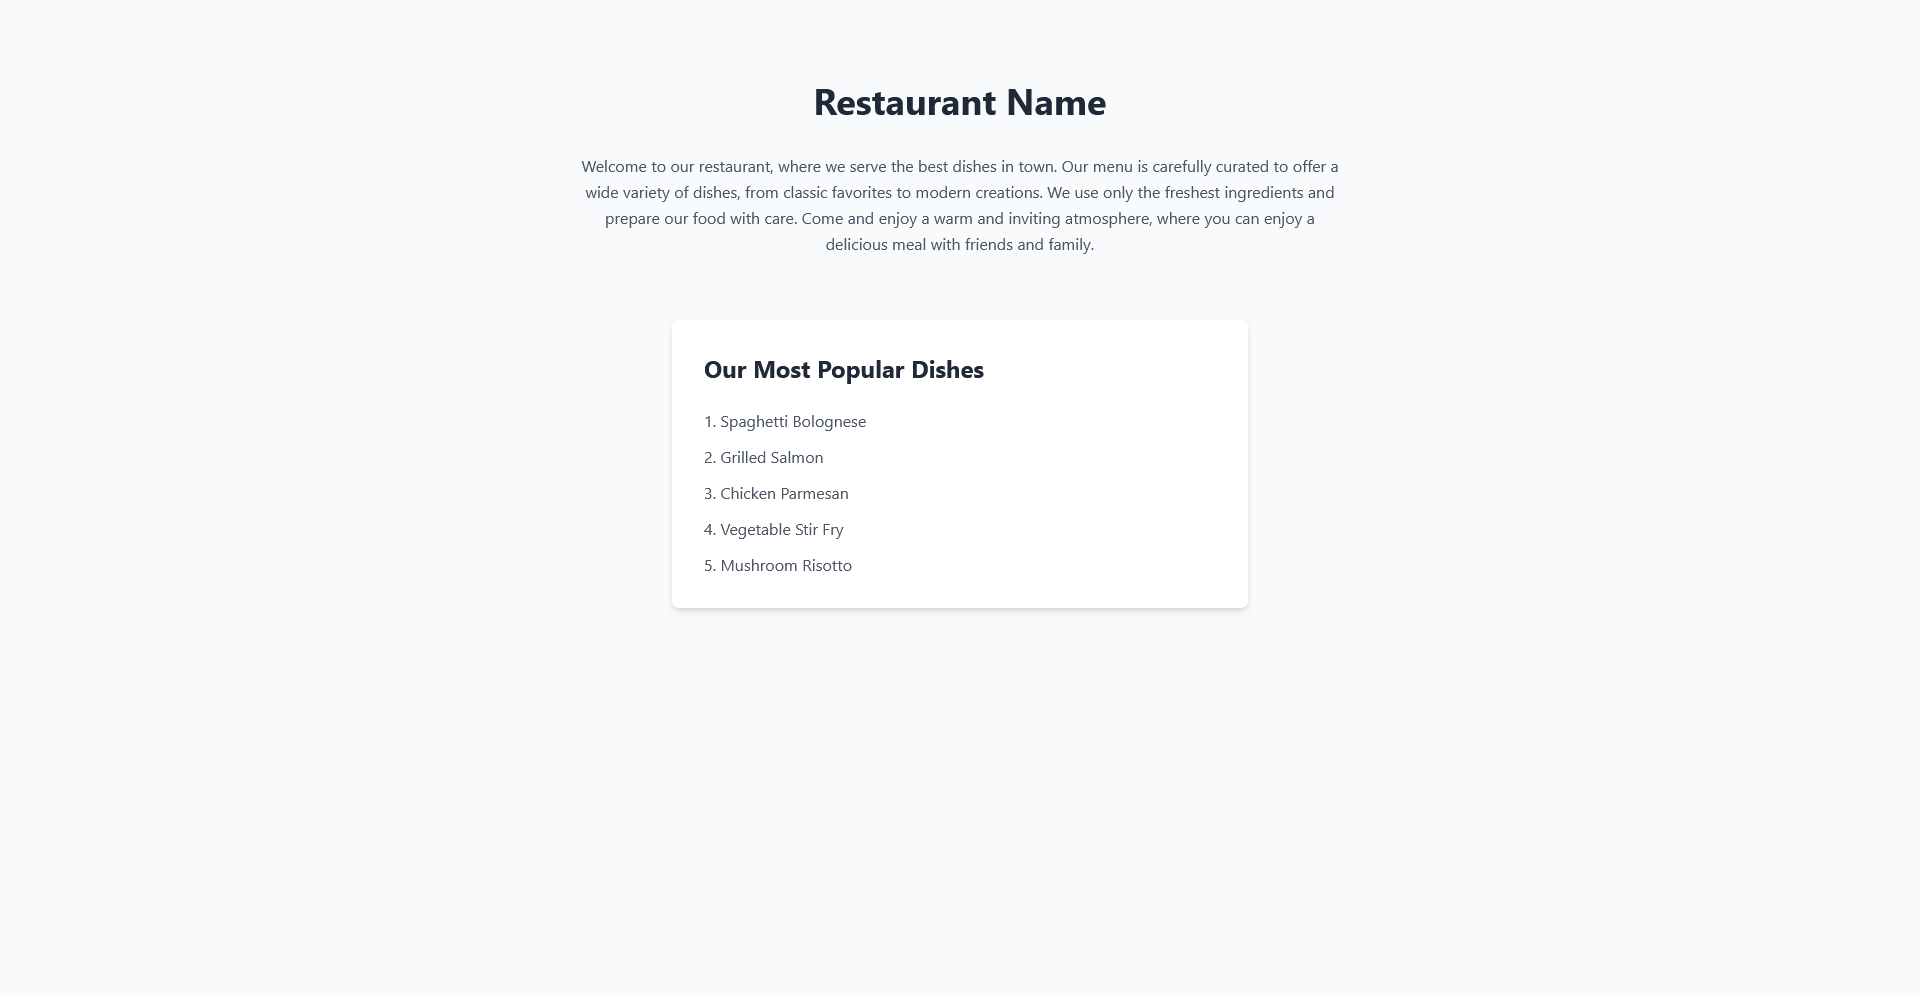 Restaurant Name
Welcome to our restaurant, where we serve the best dishes in town. Our menu is carefully curated to offer a
wide variety of dishes, from classic favorites to modern creations. We use only the freshest ingredients and
prepare our food with care. Come and enjoy a warm and inviting atmosphere, where you can enjoy a
delicious meal with friends and family.
Our Most Popular Dishes
1. Spaghetti Bolognese
2. Grilled Salmon
3. Chicken Parmesan
4. Vegetable Stir Fry
5. Mushroom Risotto